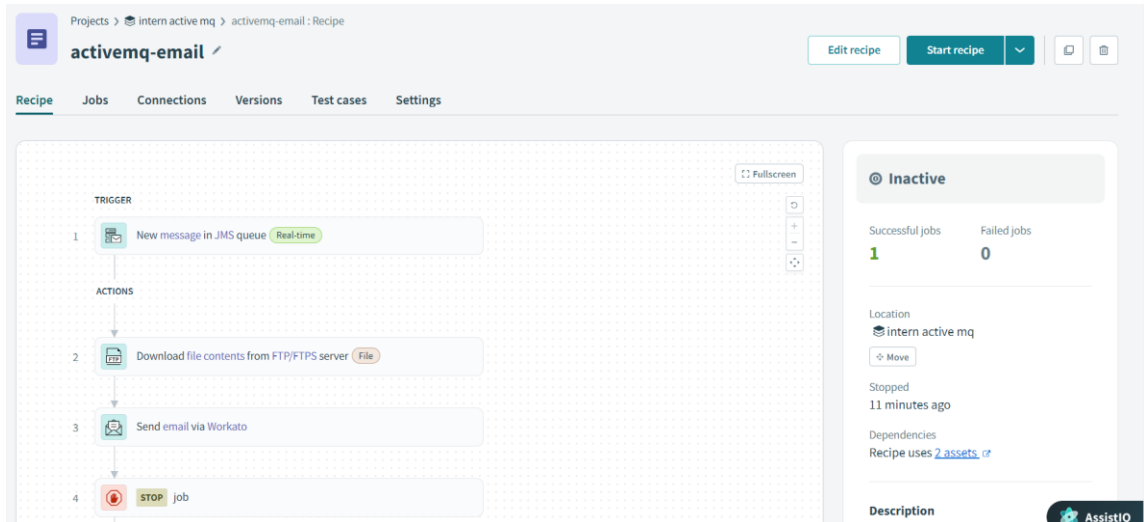 Projects > intern active mq > activemq-email : Recipe
activemq-email
Edit recipe
Start recipe
Recipe
Jobs
Connections
Versions
Test cases
Settings
Fullscreen
TRIGGER
1
New message in JMS queue Real-time
ACTIONS
2
FTP
Download file contents from FTP/FTPS server File
3
Send email via Workato
4
STOP job
Inactive
Successful jobs
Failed jobs
1
0
Location
intern active mq
Move
Stopped
11 minutes ago
Dependencies
Recipe uses 2 assets
Description
AssistIQ